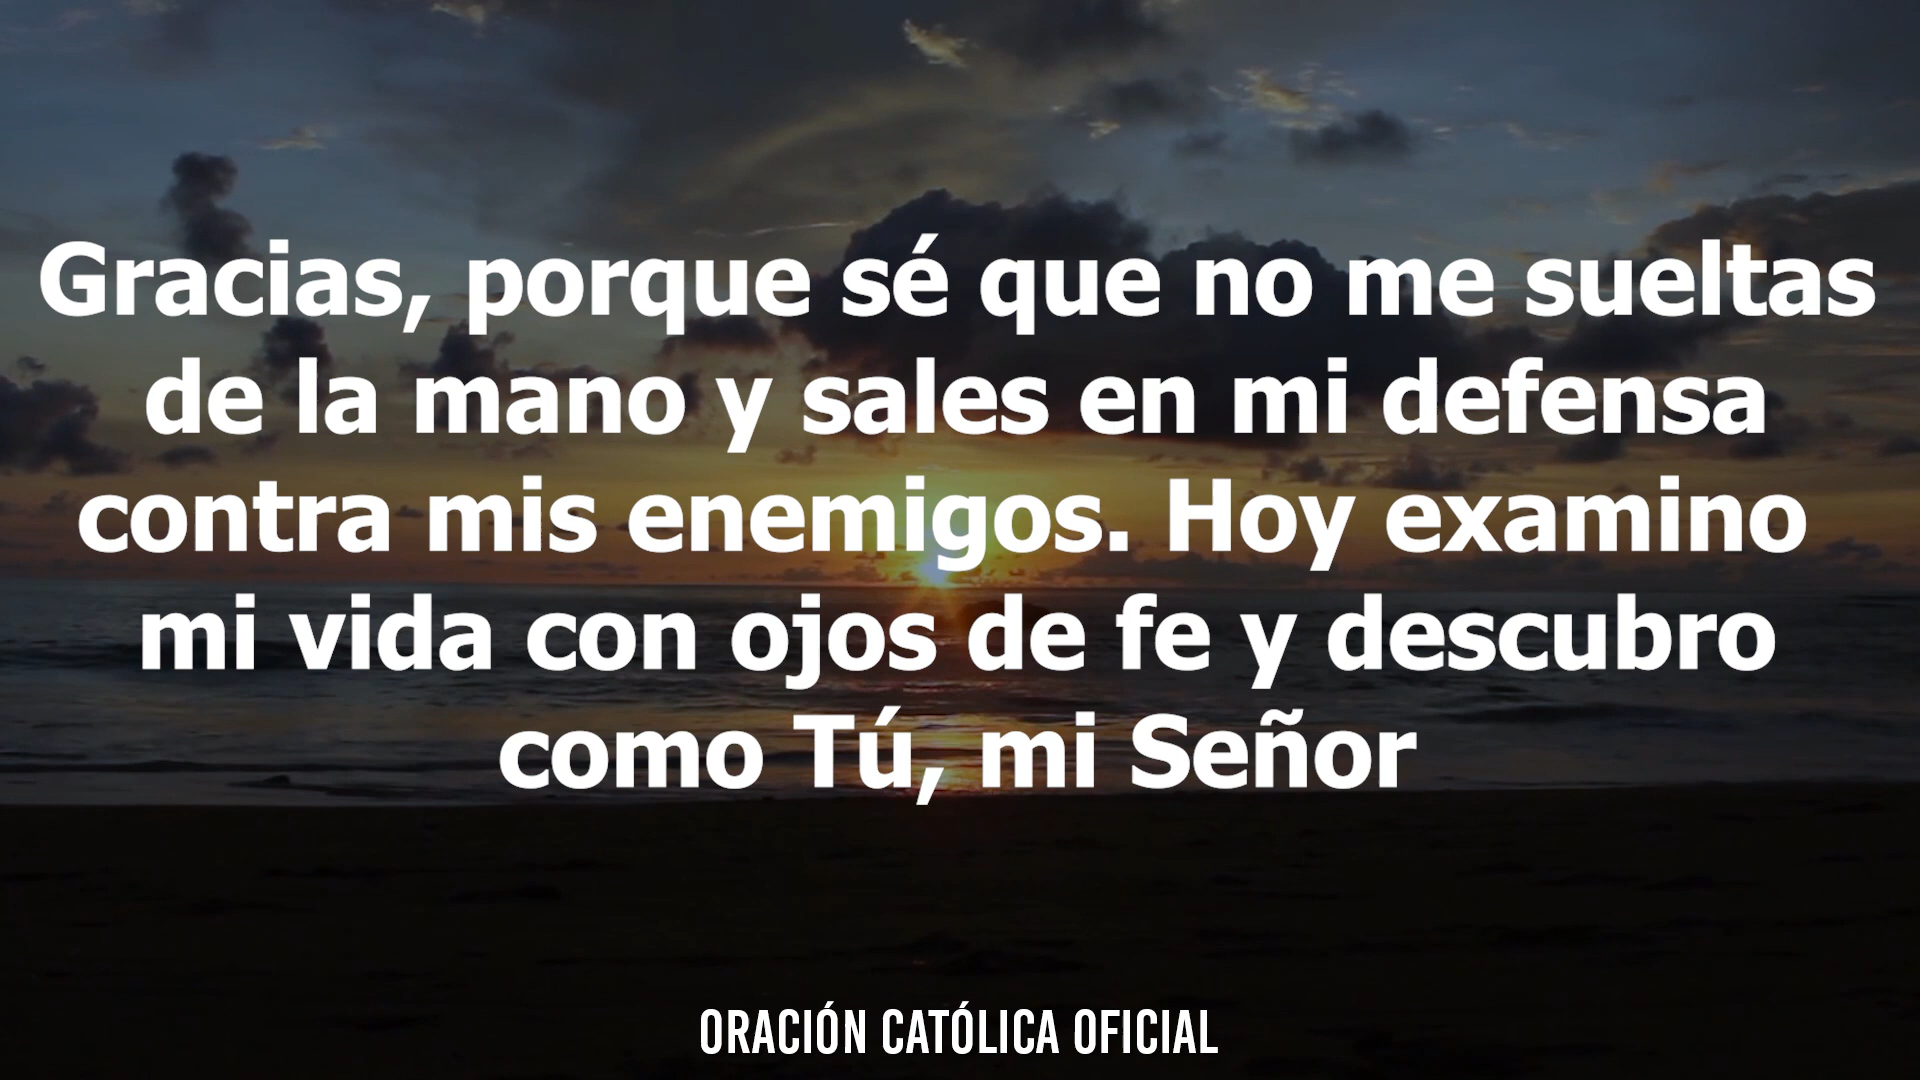 Gracias, porque sé que no me sueltas
de la mano y sales en mi defensa
contra mis enemigos. Hoy examino
mi vida con ojos de fe y descubro
como Tú, mi Señor
ORACIÓN CATÓLICA OFICIAL